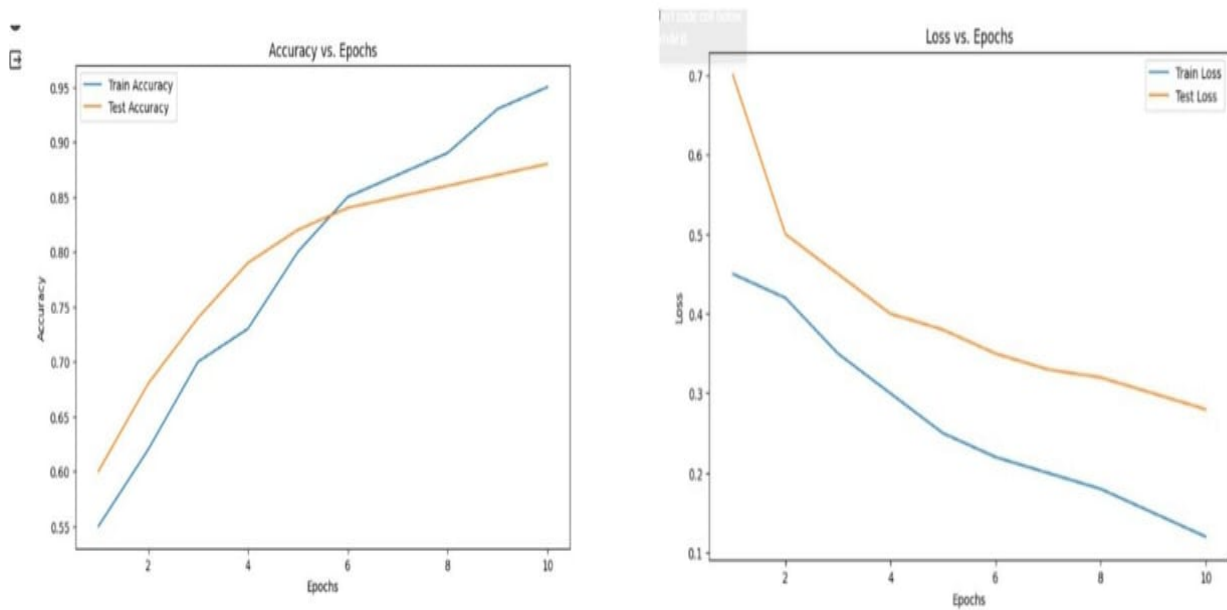 Accuracy vs. Epochs
Train Accuracy
Test Accuracy
Accuracy
0.95
0.90
0.85
0.80
0.75
0.70
0.65
0.60
0.55
2 4 6 8 10
Epochs
Loss vs. Epochs
Train Loss
Test Loss
Loss
0.7
0.6
0.5
0.4
0.3
0.2
0.1
2 4 6 8 10
Epochs